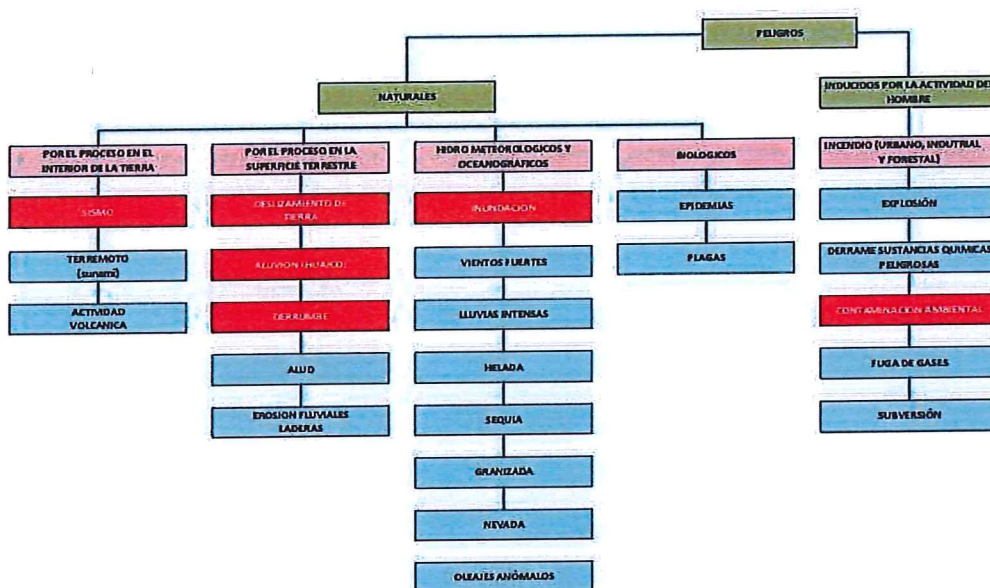 PELIGROS
NATURALES
INDUCIDOS POR LA ACTIVIDAD DEL
HOMBRE
POR EL PROCESO EN EL
INTERIOR DE LA TIERRA
SISMO
TERREMOTO
(sunami)
ACTIVIDAD
VOLCANICA
POR EL PROCESO EN LA
SUPERFICIE TERRESTRE
DESLIZAMIENTO DE
TIERRA
ALUVION (HUAICO)
DERRUMBE
ALUD
EROSION FLUVIALES
LADERAS
HIDRO METEOROLOGICOS Y
OCEANOGRÁFICOS
INUNDACION
VIENTOS FUERTES
LLUVIAS INTENSAS
HELADA
SEQUIA
GRANIZADA
NEVADA
OLEAJES ANÓMALOS
BIOLOGICOS
EPIDEMIAS
PLAGAS
INCENDIO (URBANO, INDUTRIAL
Y FORESTAL)
EXPLOSIÓN
DERRAME SUSTANCIAS QUIMICAS
PELIGROSAS
CONTAMINACION AMBIENTAL
FUGA DE GASES
SUBVERSIÓN